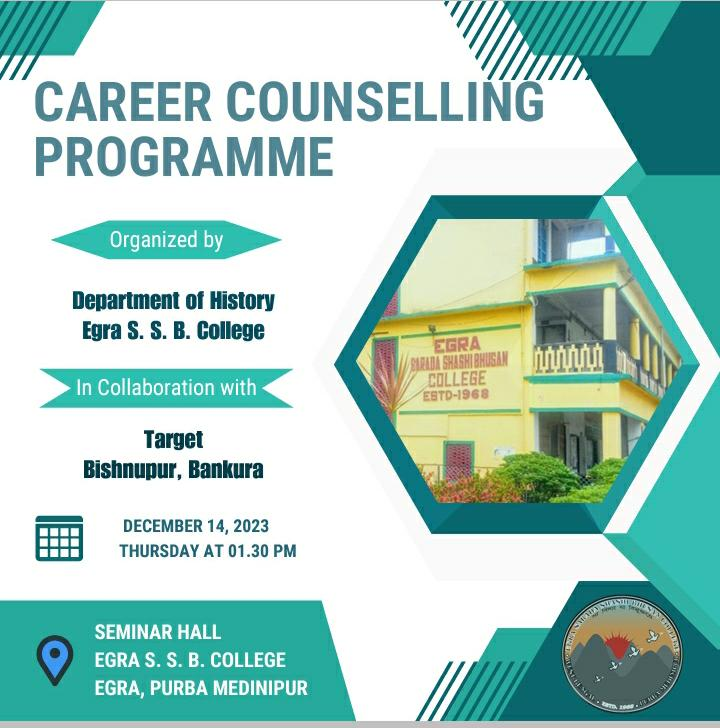 CAREER COUNSELLING
PROGRAMME
Organized by
Department of History
Egra S. S. B. College
In Collaboration with
Target
Bishnupur, Bankura
DECEMBER 14, 2023
THURSDAY AT 01.30 PM
EGRA
SARADA SHASHI BHUSAN
COLLEGE
ESTD-1968
SEMINAR HALL
EGRA S. S. B. COLLEGE
EGRA, PURBA MEDINIPUR
ESTD. 1968